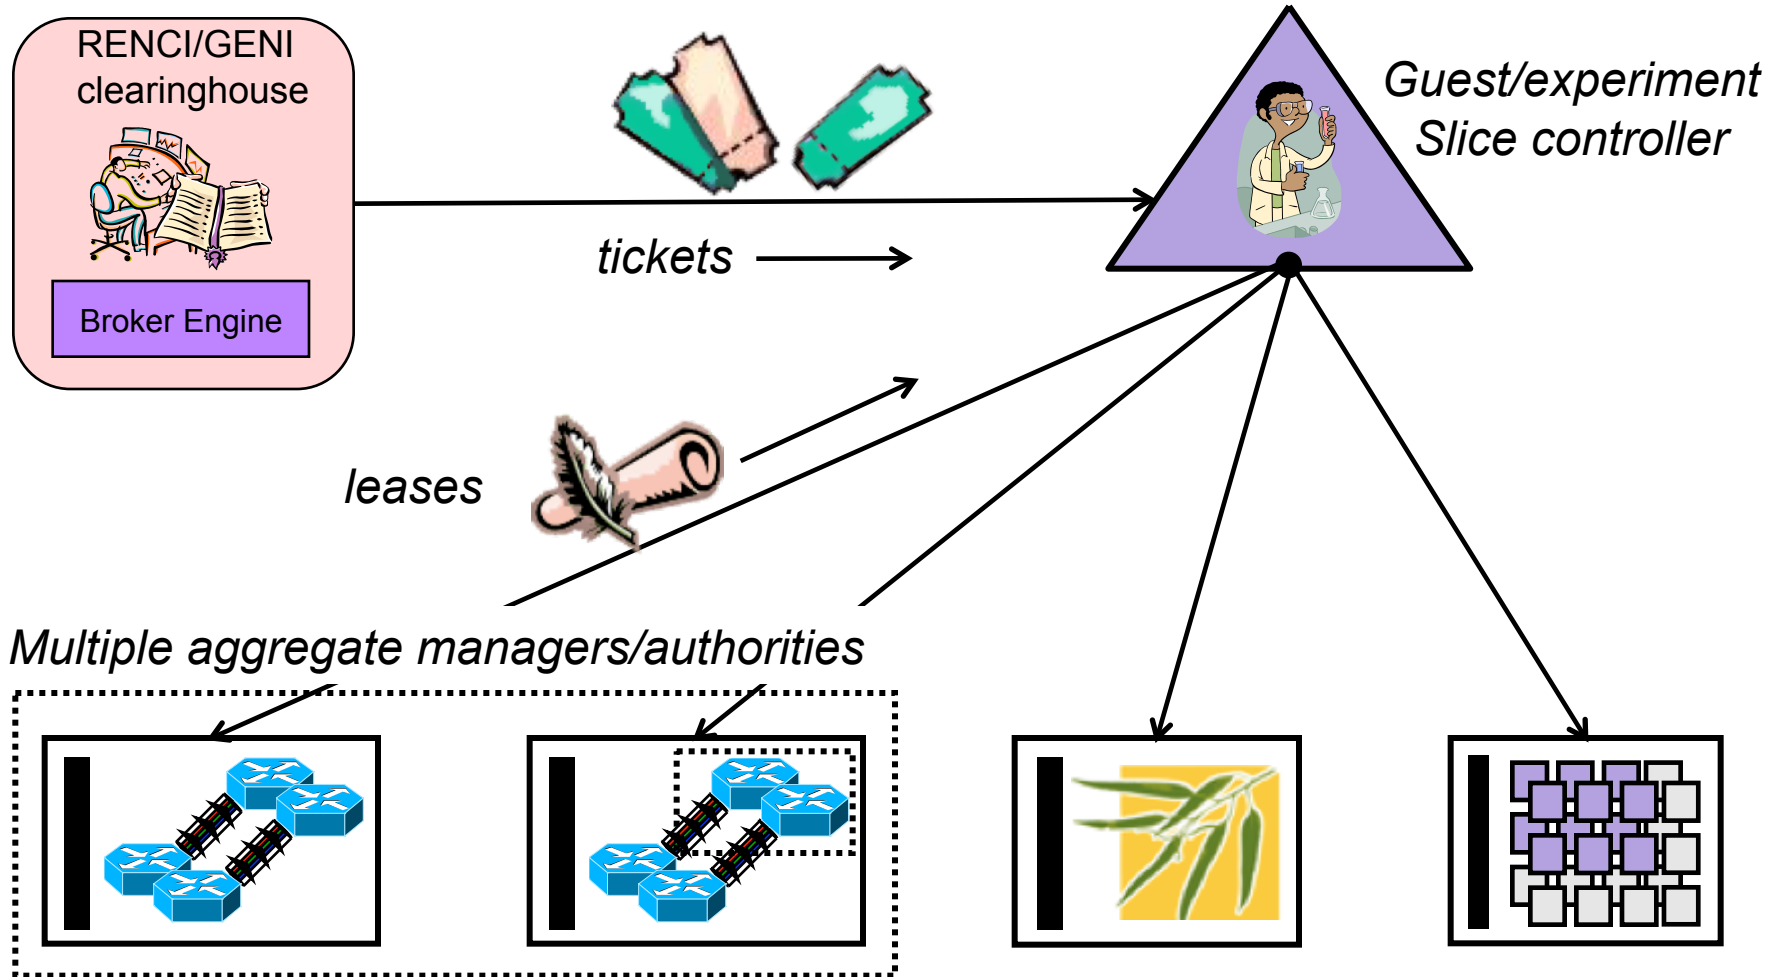 RENCI/GENI
clearinghouse
Broker Engine
tickets
Guest/experiment
Slice controller
leases
Multiple aggregate managers/authorities